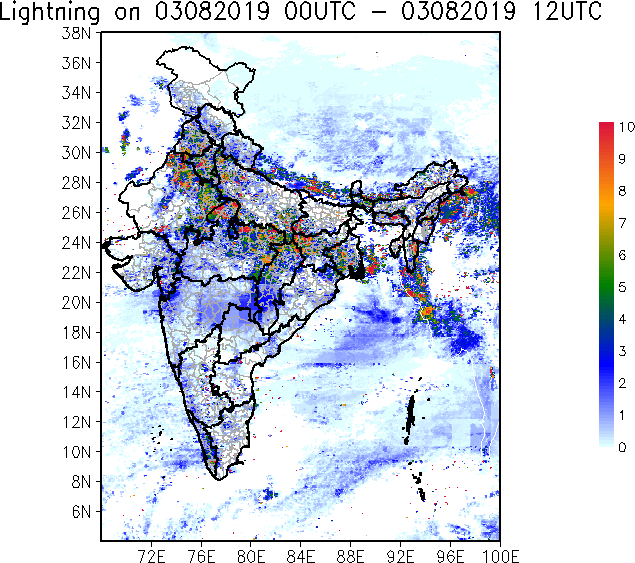 Lightning on 03082019 00UTC – 03082019 12UTC
38N
36N
34N
32N
30N
28N
26N
24N
22N
20N
18N
16N
14N
12N
10N
8N
6N
72E 76E 80E 84E 88E 92E 96E 100E
10
9
8
7
6
5
4
3
2
1
0